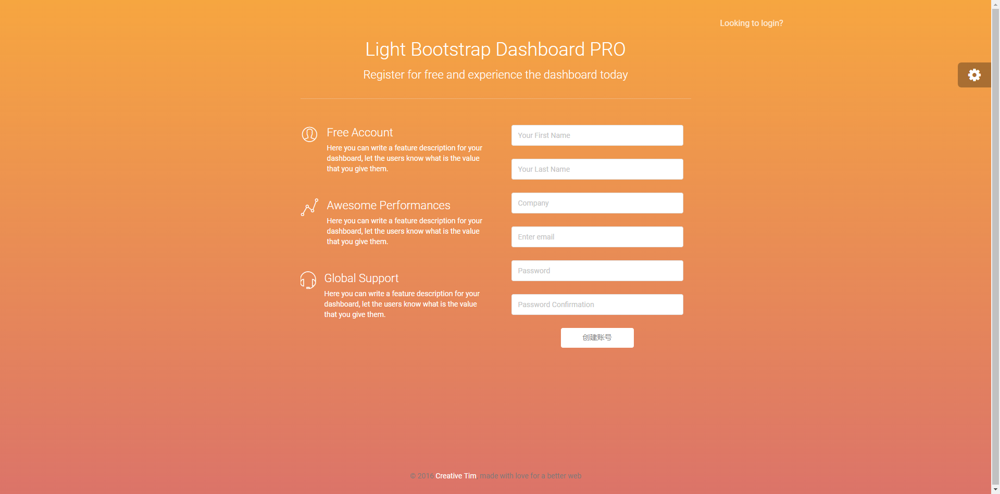 Looking to login?
Light Bootstrap Dashboard PRO
Register for free and experience the dashboard today
Free Account
Here you can write a feature description for your
dashboard, let the users know what is the value
that you give them.
Awesome Performances
Here you can write a feature description for your
dashboard, let the users know what is the value
that you give them.
Global Support
Here you can write a feature description for your
dashboard, let the users know what is the value
that you give them.
Your First Name
Your Last Name
Company
Enter email
Password
Password Confirmation
创建账号
© 2016 Creative Tim, made with love for a better web